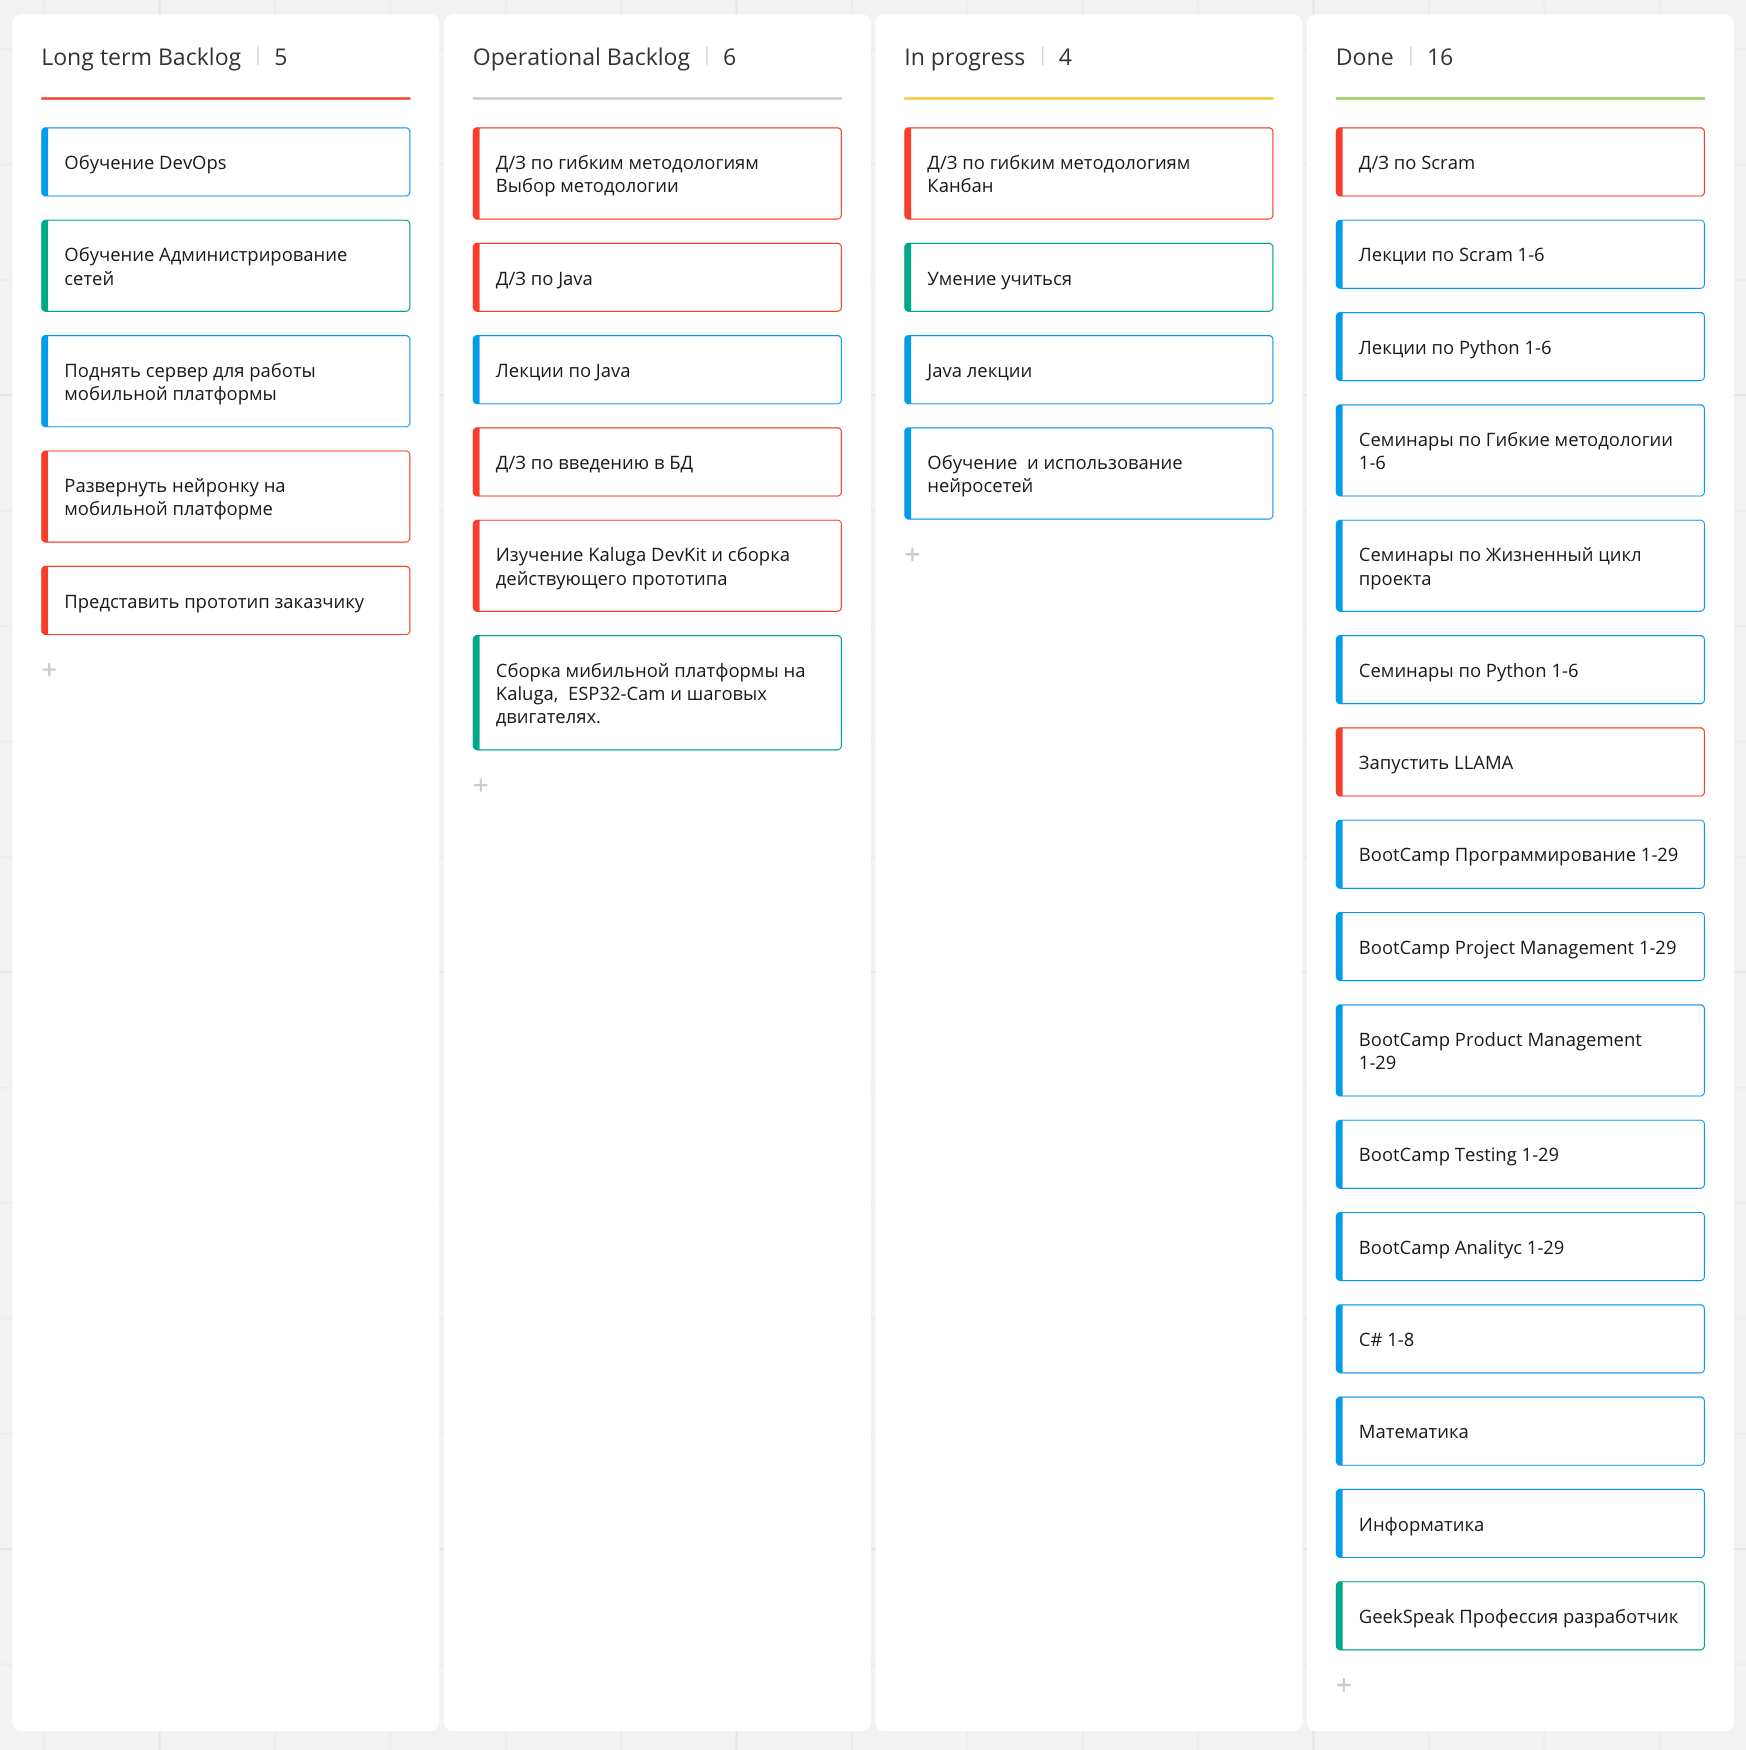 Long term Backlog 5
Обучение DevOps
Обучение Администрирование
сетей
Поднять сервер для работы
мобильной платформы
Развернуть нейронку на
мобильной платформе
Представить прототип заказчику
+
Operational Backlog 6
Д/З по гибким методологиям
Выбор методологии
Д/З по Java
Лекции по Java
Д/З по введению в БД
Изучение Kaluga DevKit и сборка
действующего прототипа
Сборка мибильной платформы на
Kaluga,  ESP32-Cam и шаговых
двигателях.
+
In progress 4
Д/З по гибким методологиям
Канбан
Умение учиться
Java лекции
Обучение  и использование
нейросетей
+
Done 16
Д/З по Scram
Лекции по Scram 1-6
Лекции по Python 1-6
Семинары по Гибкие методологии
1-6
Семинары по Жизненный цикл
проекта
Семинары по Python 1-6
Запустить LLAMA
BootCamp Программирование 1-29
BootCamp Project Management 1-29
BootCamp Product Management
1-29
BootCamp Testing 1-29
BootCamp Analityc 1-29
C# 1-8
Математика
Информатика
GeekSpeak Профессия разработчик
+